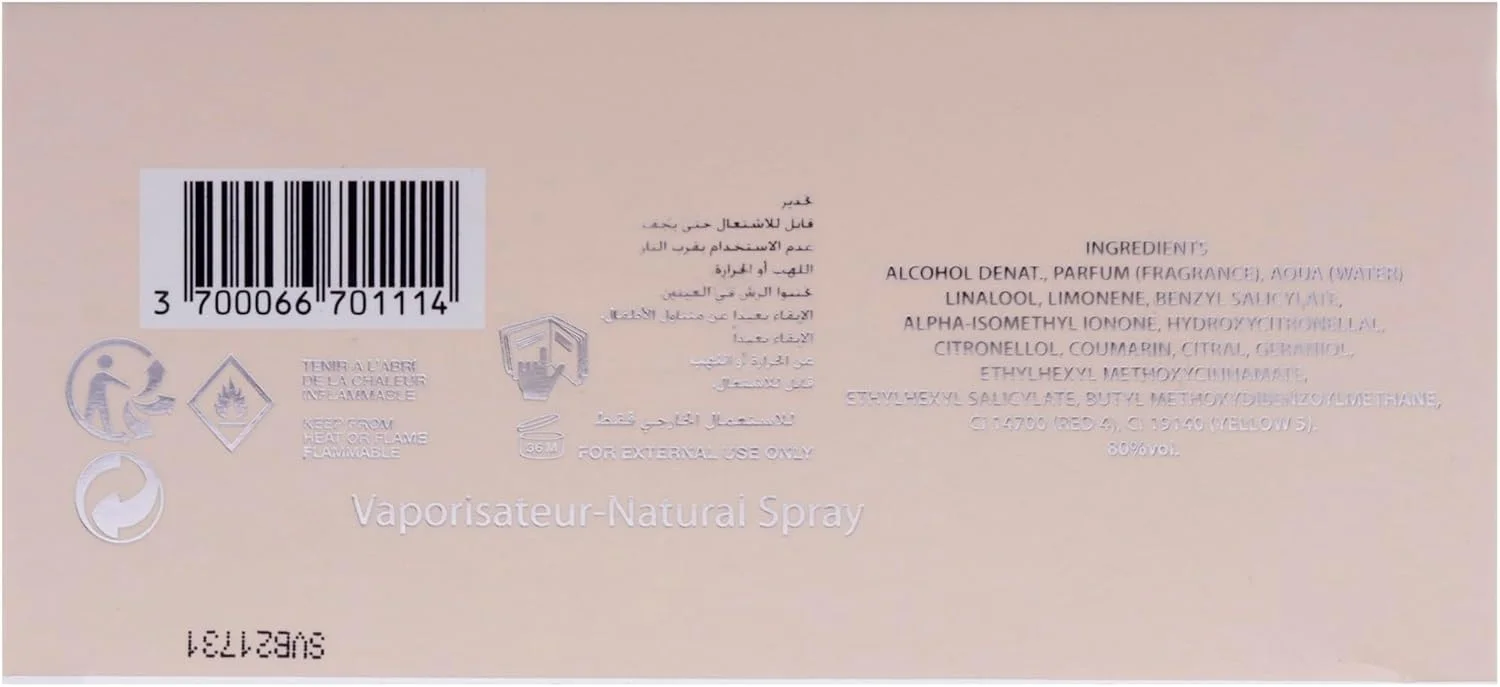 3 700066 701114
TENIR A L'ABRI
DE LA CHALEUR
INFLAMMABLE
KEEP FROM
HEAT OR FLAME
FLAMMABLE
تحذير
قابل للاشتعال حتى يجف
عدم الاستخدام بقرب النار
اللهب أو الحرارة
تجنبوا الرش في العينين
الابقاء بعيدا عن متناول الأطفال
الابقاء بعيدا
عن الحرارة أو اللهب
قابل للاشتعال
للاستعمال الخارجي فقط
36M
FOR EXTERNAL USE ONLY
Vaporisateur-Natural Spray
INGREDIENTS
ALCOHOL DENAT., PARFUM (FRAGRANCE), AQUA (WATER)
LINALOOL, LIMONENE, BENZYL SALICYLATE,
ALPHA-ISOMETHYL IONONE, HYDROXYCITRONELLAL,
CITRONELLOL, COUMARIN, CITRAL, GERANIOL,
ETHYLHEXYL METHOXYCINNAMATE,
ETHYLHEXYL SALICYLATE, BUTYL METHOXYDIBENZOYLMETHANE,
CI 14700 (RED 4), CI 19140 (YELLOW 5).
80%vol.
SVB21731